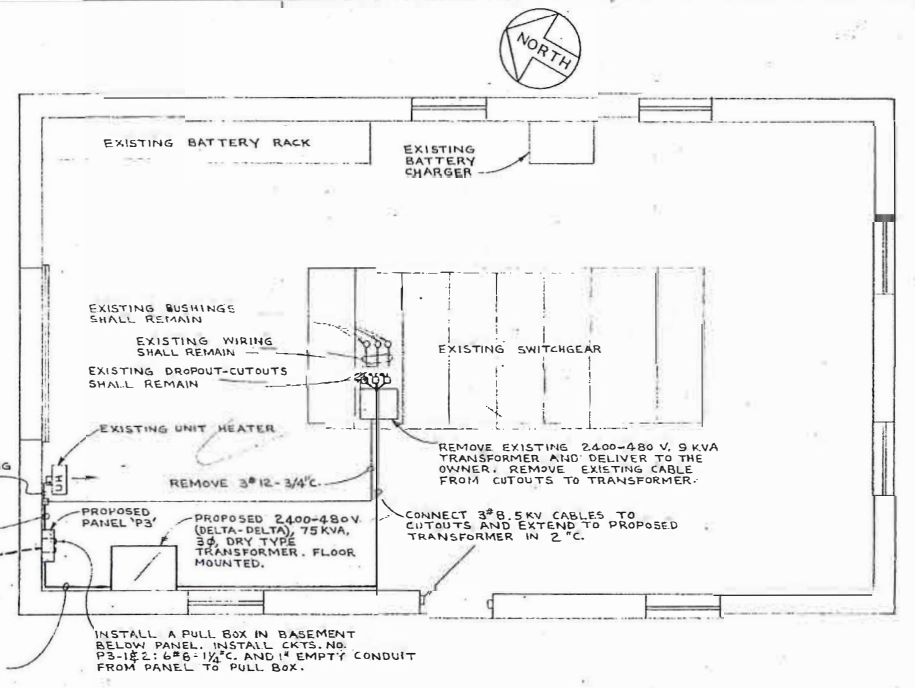 NORTH
EXISTING BATTERY RACK
EXISTING
BATTERY
CHARGER
EXISTING BUSHINGS
SHALL REMAIN
EXISTING WIRING
SHALL REMAIN
EXISTING DROPOUT-CUTOUTS
SHALL REMAIN
EXISTING SWITCHGEAR
EXISTING UNIT HEATER
UH
REMOVE EXISTING 2400-480 V, 9 KVA
TRANSFORMER AND DELIVER TO THE
OWNER. REMOVE EXISTING CABLE
FROM CUTOUTS TO TRANSFORMER.
REMOVE 3#12-3/4"C.
G
PROPOSED
PANEL 'P3'
PROPOSED 2400-480V
(DELTA-DELTA), 75 KVA,
3Ø, DRY TYPE
TRANSFORMER. FLOOR
MOUNTED.
CONNECT 3#8.5KV CABLES TO
CUTOUTS AND EXTEND TO PROPOSED
TRANSFORMER IN 2"C.
INSTALL A PULL BOX IN BASEMENT
BELOW PANEL. INSTALL CKTS. NO.
P3-1&2: 6#8-1¼"C. AND 1" EMPTY CONDUIT
FROM PANEL TO PULL BOX.